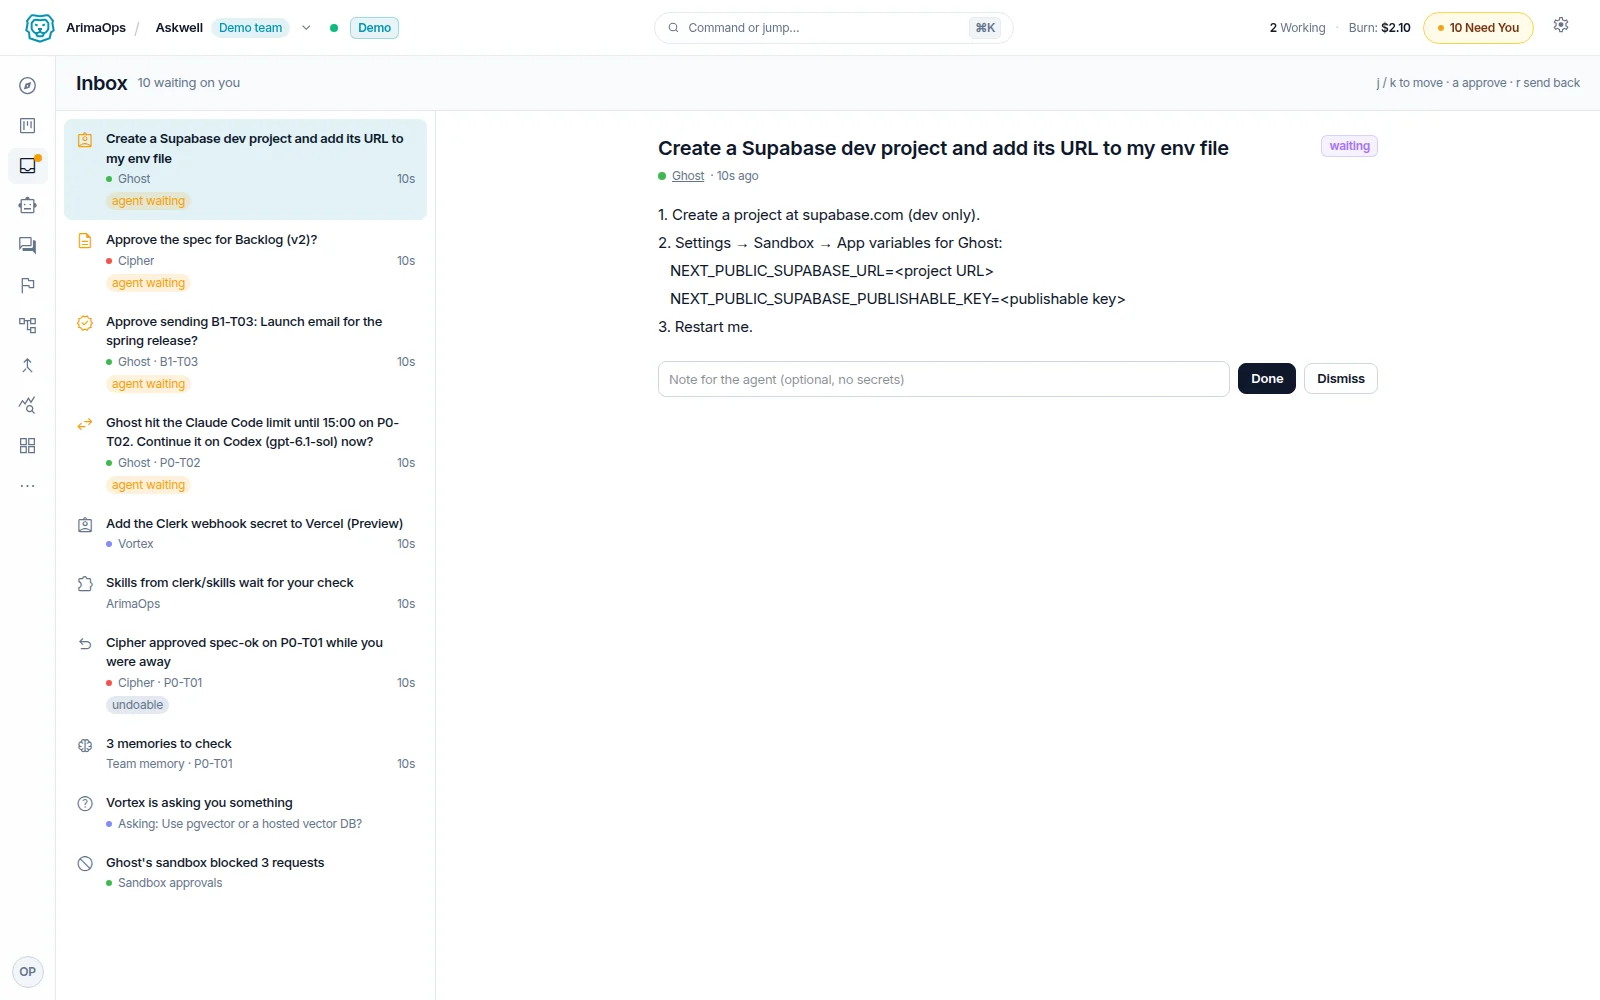 ArimaOps / Askwell Demo team Demo
Command or jump... ⌘K
2 Working · Burn: $2.10 10 Need You
Inbox 10 waiting on you
j / k to move · a approve · r send back
Create a Supabase dev project and add its URL to
my env file
Ghost 10s
agent waiting
Approve the spec for Backlog (v2)?
Cipher 10s
agent waiting
Approve sending B1-T03: Launch email for the
spring release?
Ghost · B1-T03 10s
agent waiting
Ghost hit the Claude Code limit until 15:00 on P0-
T02. Continue it on Codex (gpt-6.1-sol) now?
Ghost · P0-T02 10s
agent waiting
Add the Clerk webhook secret to Vercel (Preview)
Vortex 10s
Skills from clerk/skills wait for your check
ArimaOps 10s
Cipher approved spec-ok on P0-T01 while you
were away
Cipher · P0-T01 10s
undoable
3 memories to check
Team memory · P0-T01 10s
Vortex is asking you something
Asking: Use pgvector or a hosted vector DB?
Ghost's sandbox blocked 3 requests
Sandbox approvals
OP
Create a Supabase dev project and add its URL to my env file waiting
Ghost · 10s ago
1. Create a project at supabase.com (dev only).
2. Settings → Sandbox → App variables for Ghost:
NEXT_PUBLIC_SUPABASE_URL=<project URL>
NEXT_PUBLIC_SUPABASE_PUBLISHABLE_KEY=<publishable key>
3. Restart me.
Note for the agent (optional, no secrets) Done Dismiss